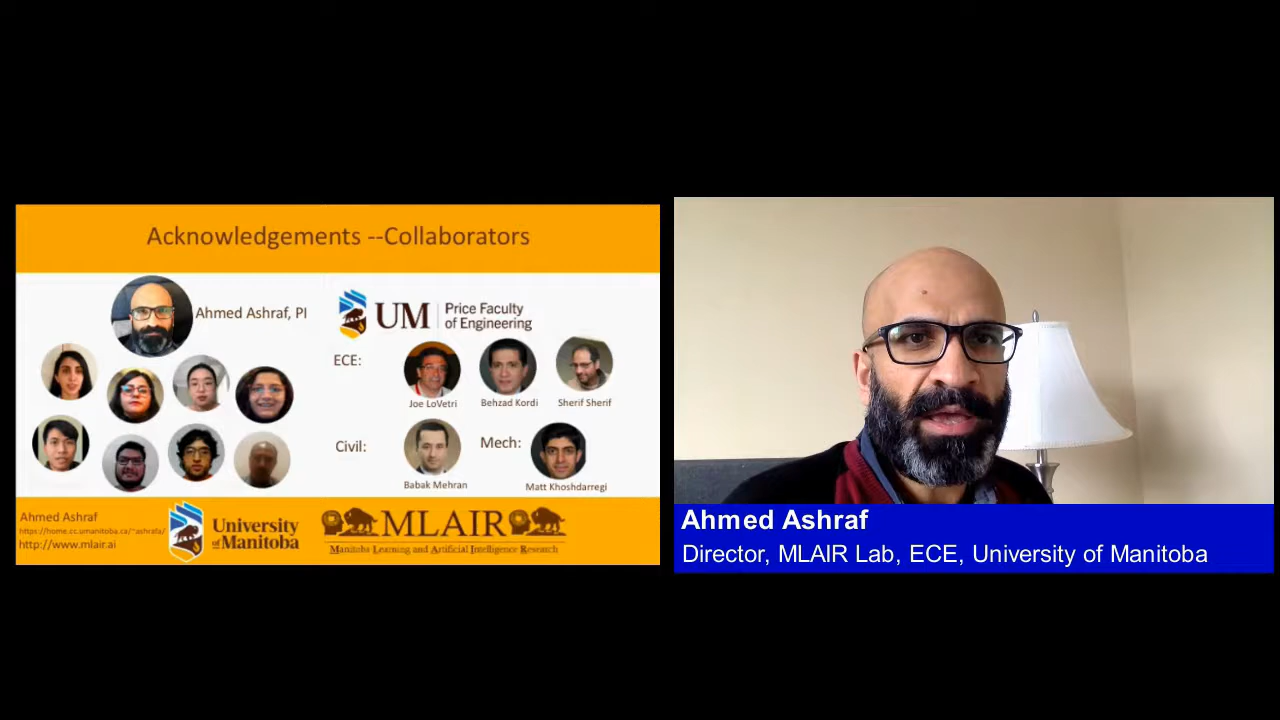 Acknowledgements --Collaborators
Ahmed Ashraf, PI
UM Price Faculty
of Engineering
ECE:
Joe LoVetri
Behzad Kordi
Sherif Sherif
Civil:
Mech:
Babak Mehran
Matt Khoshdarregi
Ahmed Ashraf
https://home.cc.umanitoba.ca/~ashrafa/
http://www.mlair.ai
University
of Manitoba
MLAIR
Manitoba Learning and Artificial Intelligence Research
Ahmed Ashraf
Director, MLAIR Lab, ECE, University of Manitoba